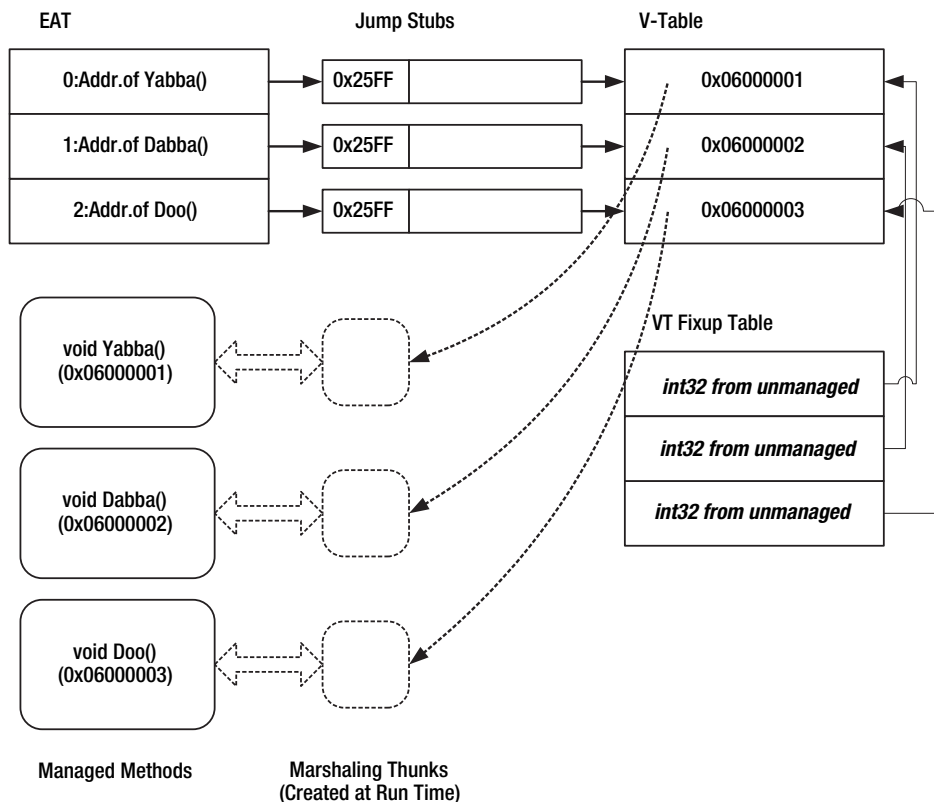 EAT
Jump Stubs
V-Table
0:Addr.of Yabba()
0x25FF
0x06000001
1:Addr.of Dabba()
0x25FF
0x06000002
2:Addr.of Doo()
0x25FF
0x06000003
VT Fixup Table
void Yabba()
(0x06000001)
int32 from unmanaged
int32 from unmanaged
void Dabba()
(0x06000002)
int32 from unmanaged
void Doo()
(0x06000003)
Managed Methods
Marshaling Thunks
(Created at Run Time)